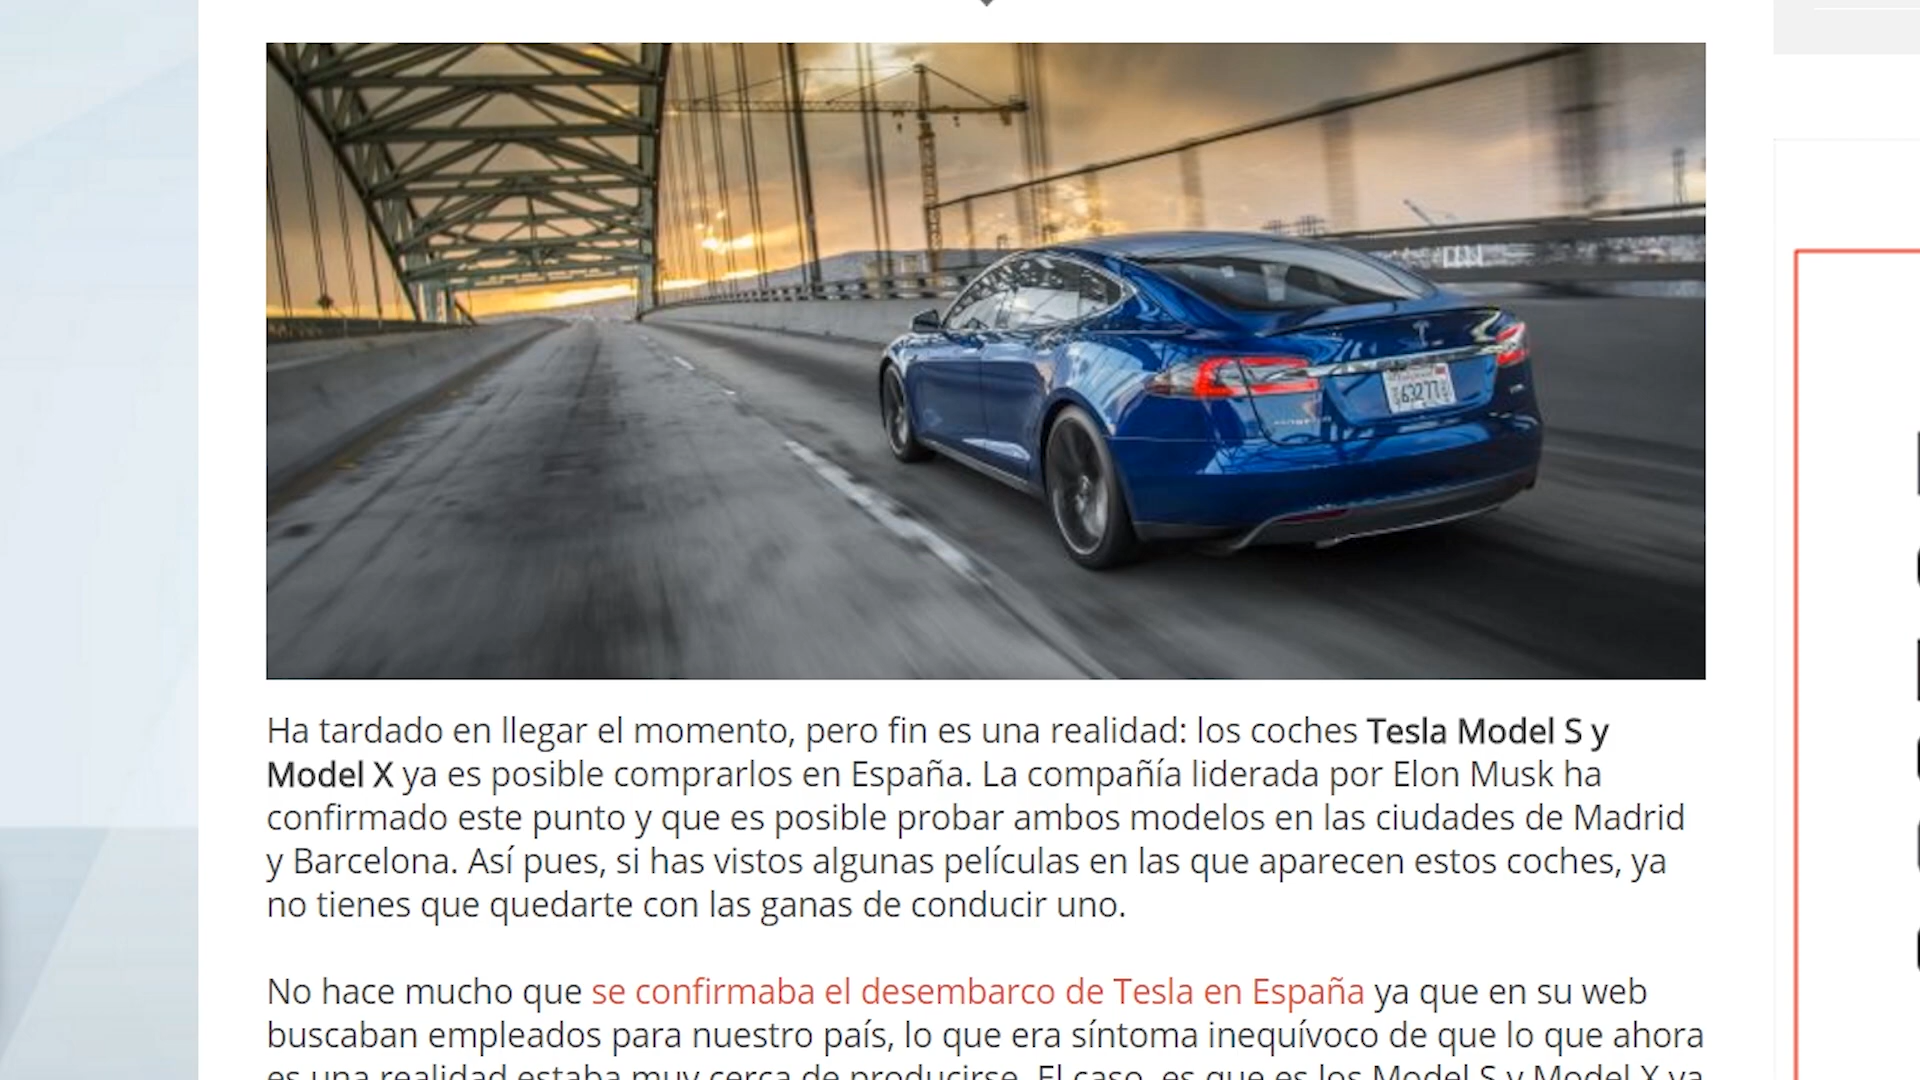 63277
Ha tardado en llegar el momento, pero fin es una realidad: los coches Tesla Model S y
Model X ya es posible comprarlos en España. La compañía liderada por Elon Musk ha
confirmado este punto y que es posible probar ambos modelos en las ciudades de Madrid
y Barcelona. Así pues, si has vistos algunas películas en las que aparecen estos coches, ya
no tienes que quedarte con las ganas de conducir uno.
No hace mucho que se confirmaba el desembarco de Tesla en España ya que en su web
buscaban empleados para nuestro país, lo que era síntoma inequívoco de que lo que ahora
es una realidad estaba muy cerca de producirse. El caso, es que es los Model S y Model X ya